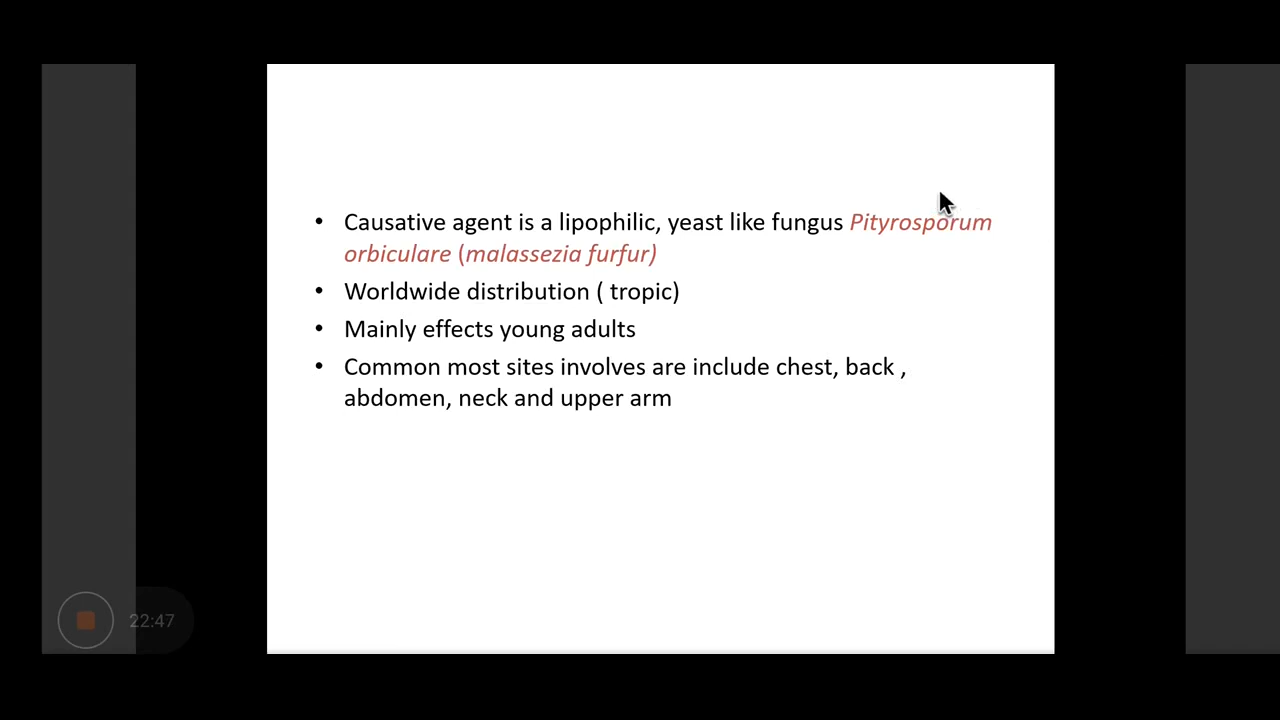 • Causative agent is a lipophilic, yeast like fungus Pityrosporum
orbiculare (malassezia furfur)
• Worldwide distribution ( tropic)
• Mainly effects young adults
• Common most sites involves are include chest, back ,
abdomen, neck and upper arm
22:47